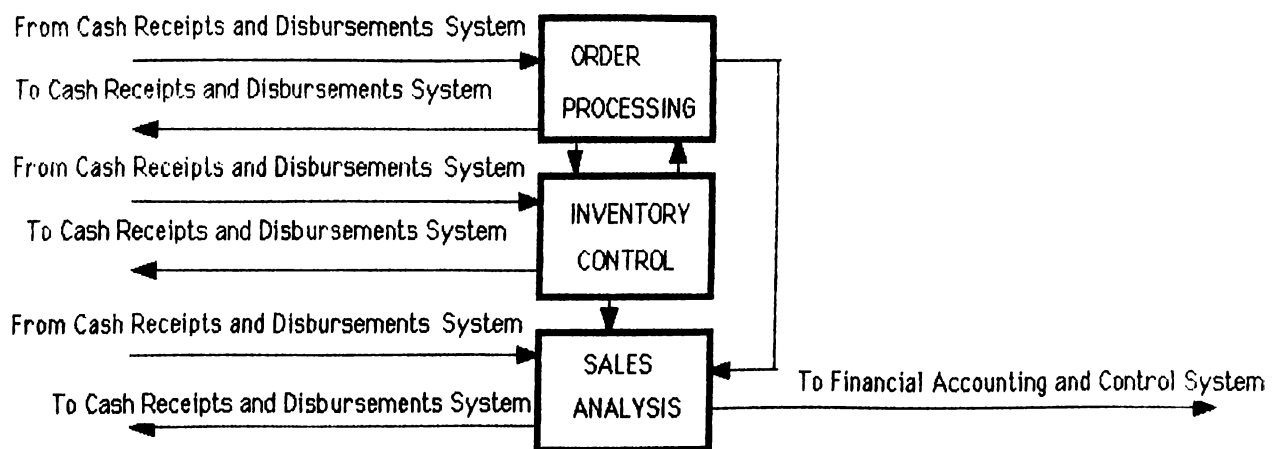 From Cash Receipts and Disbursements System
ORDER
To Cash Receipts and Disbursements System
PROCESSING
From Cash Receipts and Disbursements System
INVENTORY
To Cash Receipts and Disbursements System
CONTROL
From Cash Receipts and Disbursements System
SALES
To Financial Accounting and Control System
To Cash Receipts and Disbursements System
ANALYSIS